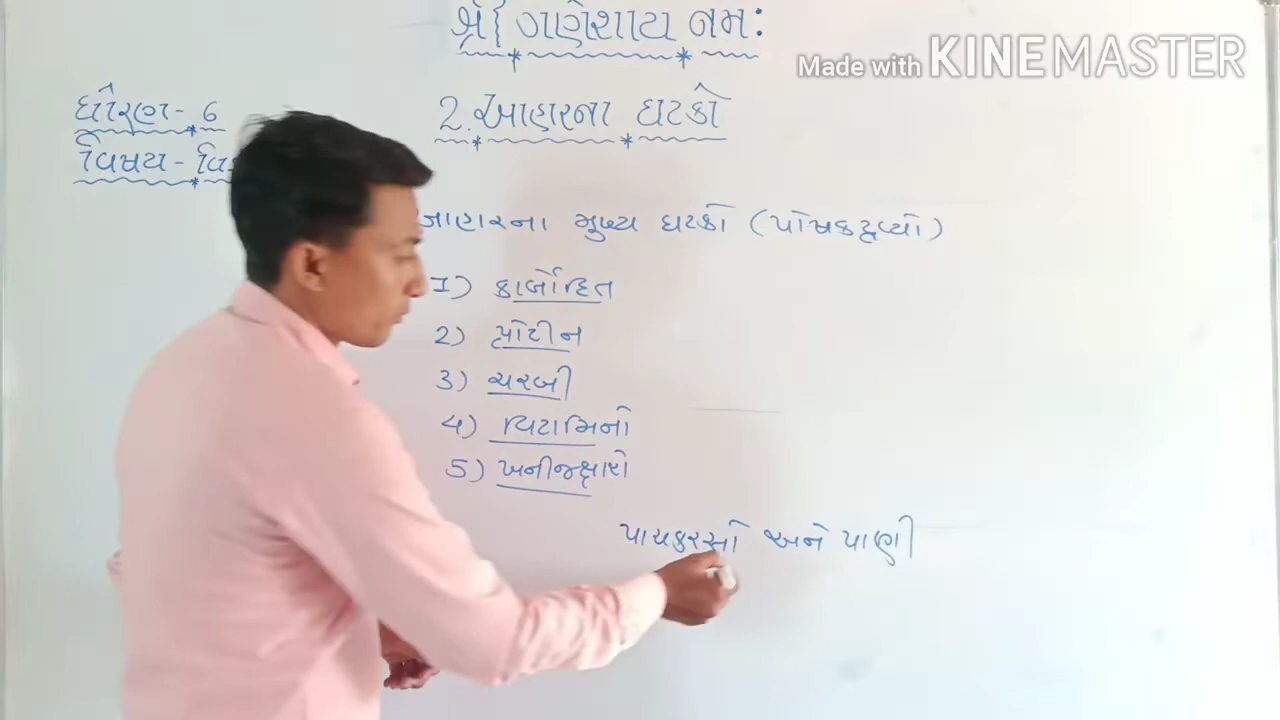 શ્રી ગણેશાય નમઃ
Made with KINEMASTER
ધોરણ - 6
2. આહારના ઘટકો
વિષય -
આહારના મુખ્ય ઘટકો (પોષકદ્રવ્યો)
1) કાર્બોદિત
2) પ્રોટીન
3) ચરબી
4) વિટામિનો
5) ખનીજક્ષારો
પાચકરસો અને પાણી